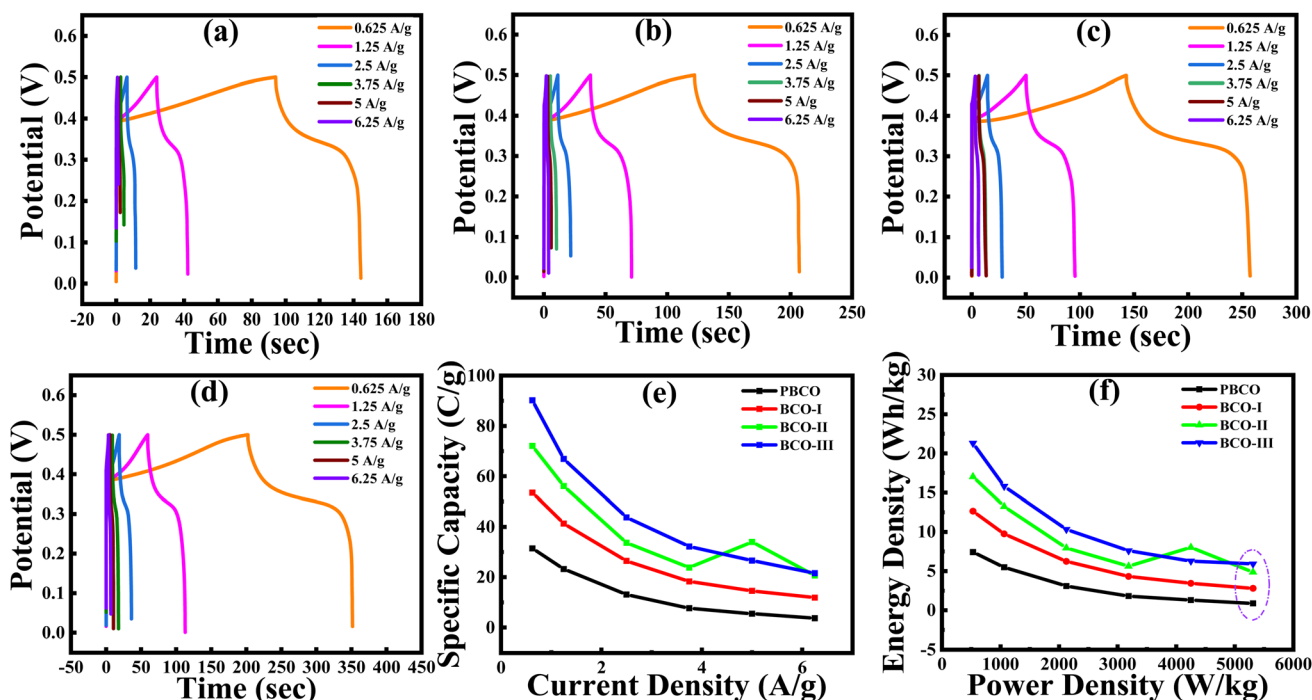 (a)
0.625 A/g
1.25 A/g
2.5 A/g
3.75 A/g
5 A/g
6.25 A/g
Potential (V)
0.6
0.5
0.4
0.3
0.2
0.1
0.0
-20 0 20 40 60 80 100 120 140 160 180
Time (sec)
(b)
0.625 A/g
1.25 A/g
2.5 A/g
3.75 A/g
5 A/g
6.25 A/g
Potential (V)
0.6
0.5
0.4
0.3
0.2
0.1
0.0
0 50 100 150 200 250
Time (sec)
(c)
0.625 A/g
1.25 A/g
2.5 A/g
3.75 A/g
5 A/g
6.25 A/g
Potential (V)
0.6
0.5
0.4
0.3
0.2
0.1
0.0
0 50 100 150 200 250 300
Time (sec)
(d)
0.625 A/g
1.25 A/g
2.5 A/g
3.75 A/g
5 A/g
6.25 A/g
Potential (V)
0.6
0.5
0.4
0.3
0.2
0.1
0.0
-50 0 50 100 150 200 250 300 350 400 450
Time (sec)
(e)
PBCO
BCO-I
BCO-II
BCO-III
Specific Capacity (C/g)
100
80
60
40
20
0
0 2 4 6
Current Density (A/g)
(f)
PBCO
BCO-I
BCO-II
BCO-III
Energy Density (Wh/kg)
30
25
20
15
10
5
0
-5
0 1000 2000 3000 4000 5000 6000
Power Density (W/kg)